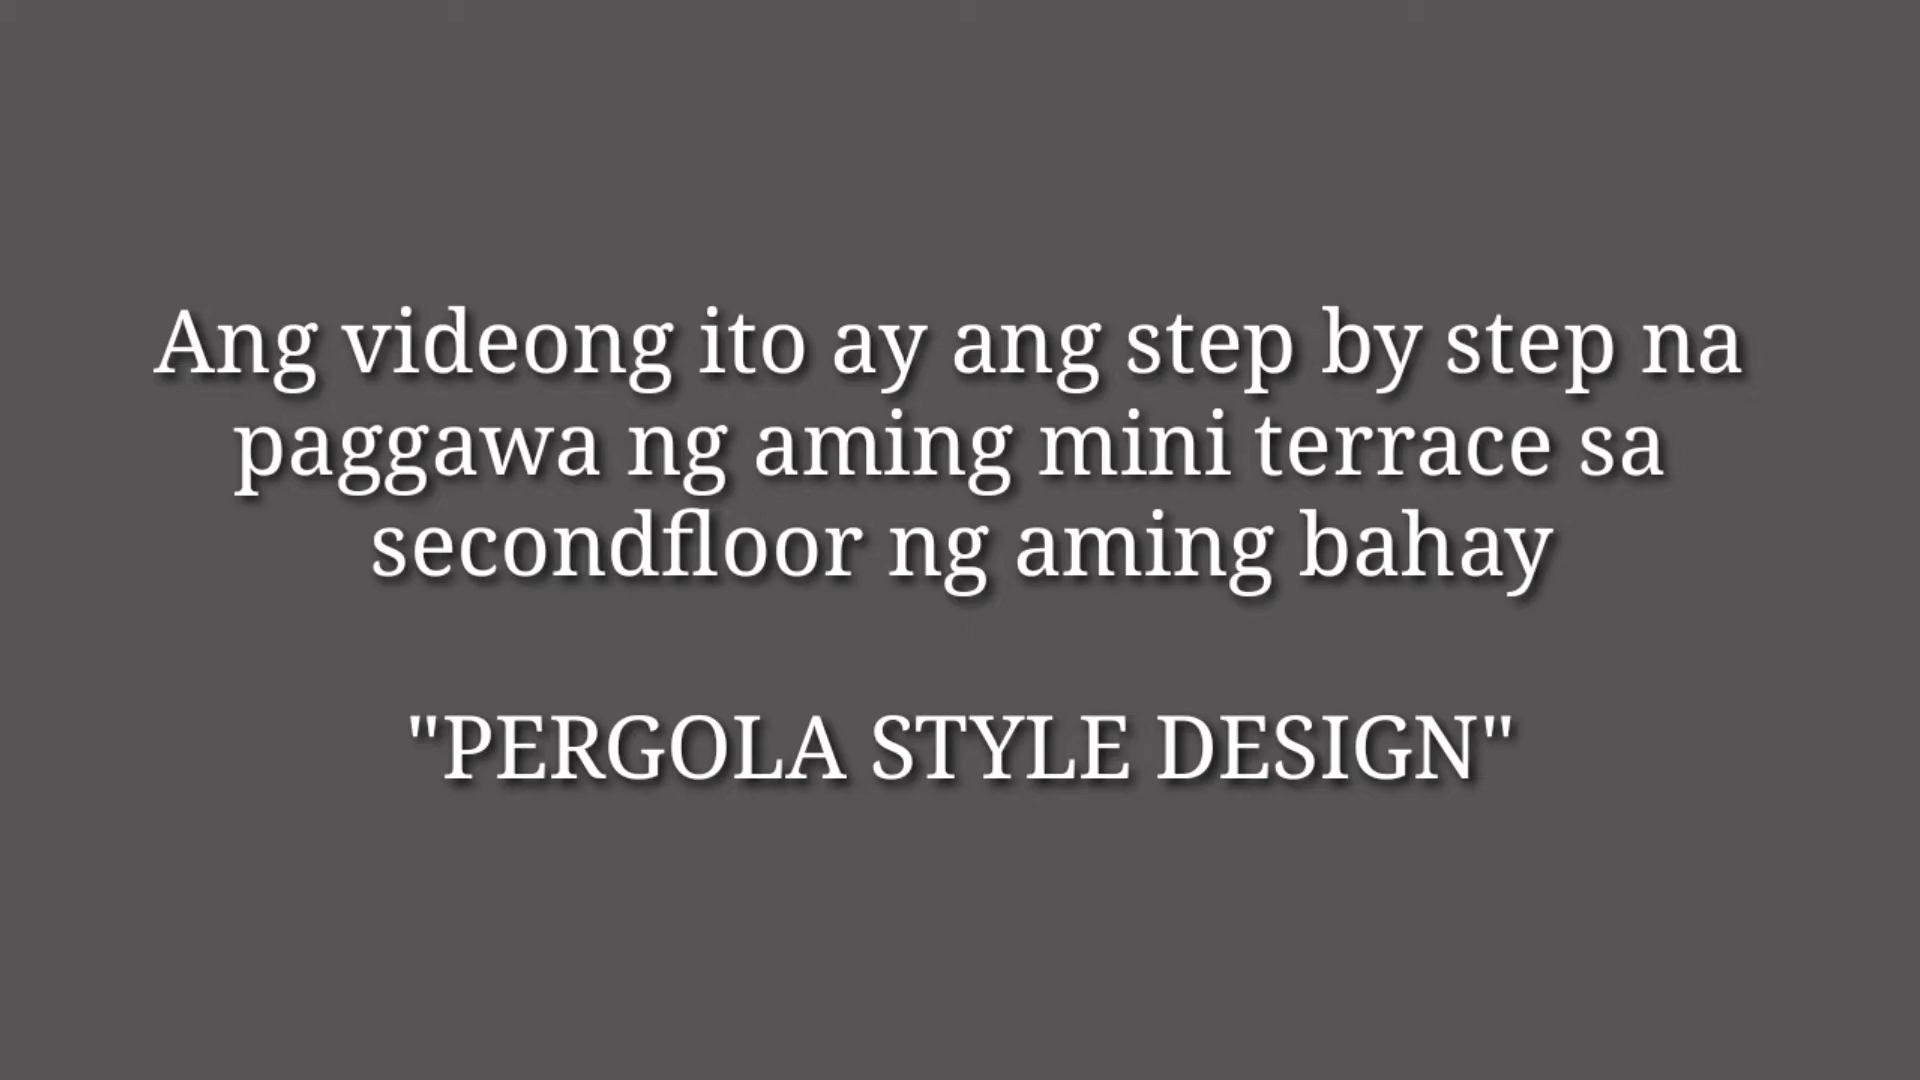 Ang videong ito ay ang step by step na
paggawa ng aming mini terrace sa
secondfloor ng aming bahay
"PERGOLA STYLE DESIGN"